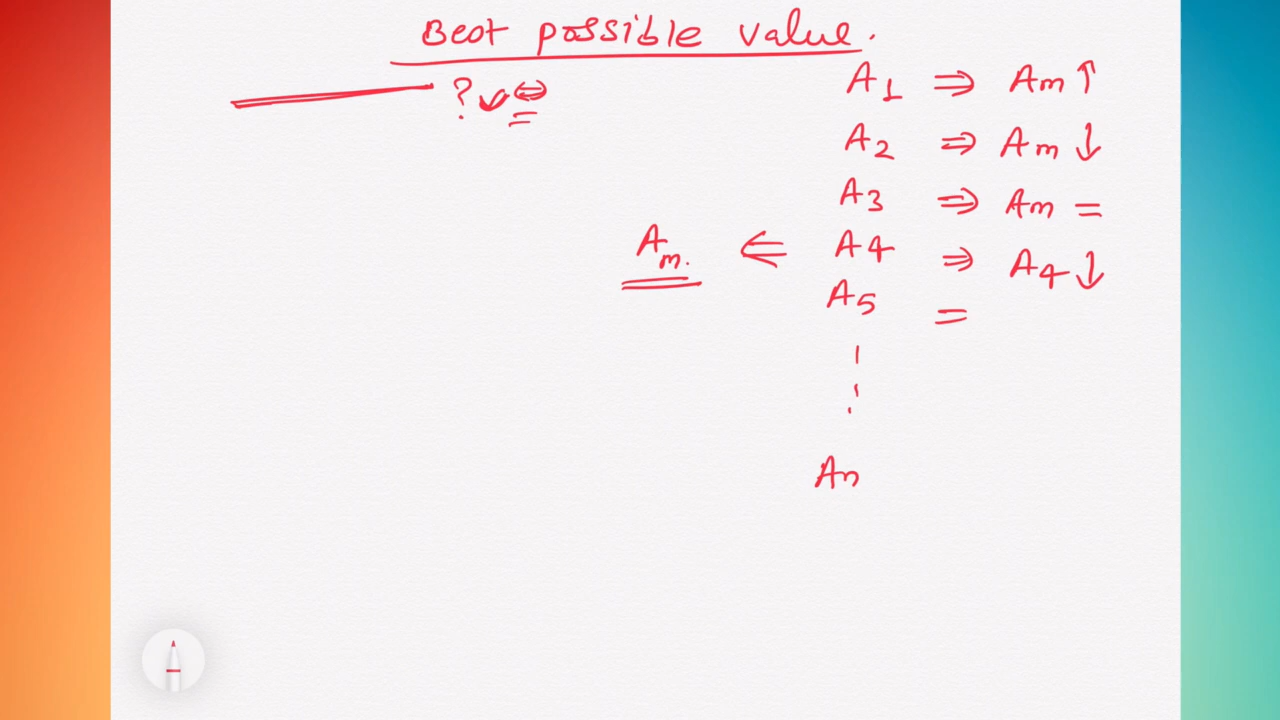 Best possible value.
? ✓ ⇔
=
A1 ⇒ Am ↑
A2 ⇒ Am ↓
A3 ⇒ Am =
Am. ⇐ A4 ⇒ A4 ↓
A5 =
An